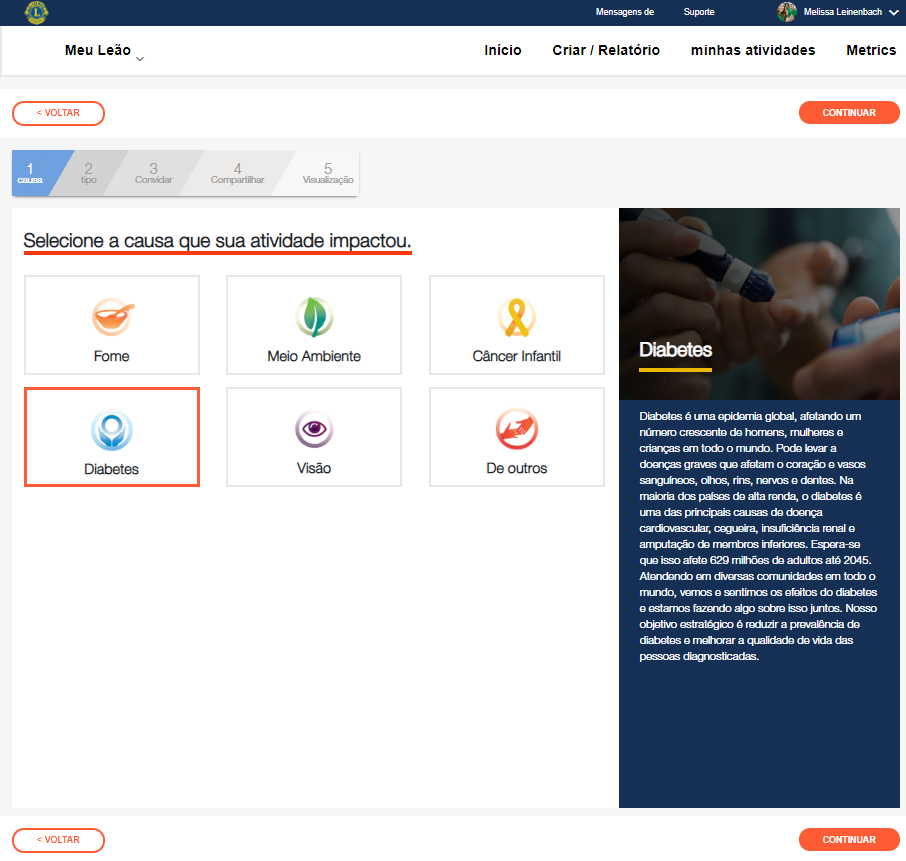 L
Mensagens de Suporte Melissa Leinenbach
Meu Leão Início Criar / Relatório minhas atividades Metrics
< VOLTAR CONTINUAR
1 2 3 4 5
causa tipo Convidar Compartilhar Visualização
Selecione a causa que sua atividade impactou.
Fome Meio Ambiente Câncer Infantil
Diabetes Visão De outros
Diabetes
Diabetes é uma epidemia global, afetando um
número crescente de homens, mulheres e
crianças em todo o mundo. Pode levar a
doenças graves que afetam o coração e vasos
sanguíneos, olhos, rins, nervos e dentes. Na
maioria dos países de alta renda, o diabetes é
uma das principais causas de doença
cardiovascular, cegueira, insuficiência renal e
amputação de membros inferiores. Espera-se
que isso afete 629 milhões de adultos até 2045.
Atendendo em diversas comunidades em todo o
mundo, vemos e sentimos os efeitos do diabetes
e estamos fazendo algo sobre isso juntos. Nosso
objetivo estratégico é reduzir a prevalência de
diabetes e melhorar a qualidade de vida das
pessoas diagnosticadas.
< VOLTAR CONTINUAR